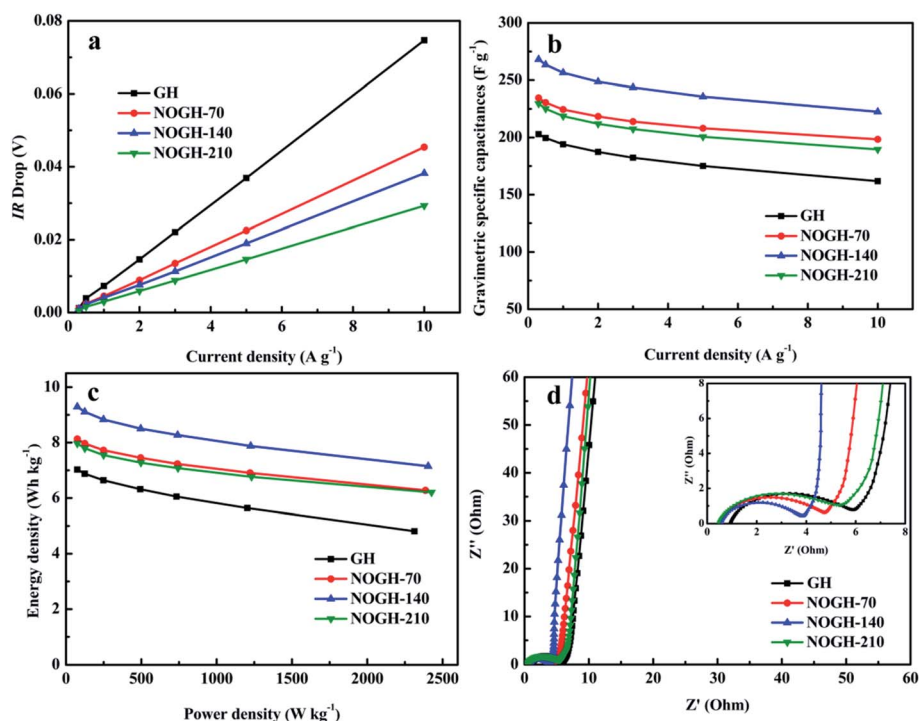 a
0.08
0.06
0.04
0.02
0.00
IR Drop (V)
GH
NOGH-70
NOGH-140
NOGH-210
0 2 4 6 8 10
Current density (A g⁻¹)
b
300
250
200
150
100
50
Gravimetric specific capacitances (F g⁻¹)
GH
NOGH-70
NOGH-140
NOGH-210
0 2 4 6 8 10
Current density (A g⁻¹)
c
10
8
6
4
2
0
Energy density (Wh kg⁻¹)
GH
NOGH-70
NOGH-140
NOGH-210
0 500 1000 1500 2000 2500
Power density (W kg⁻¹)
d
60
50
40
30
20
10
0
Z'' (Ohm)
8
6
4
2
0
Z'' (Ohm)
0 2 4 6 8
Z' (Ohm)
GH
NOGH-70
NOGH-140
NOGH-210
0 10 20 30 40 50 60
Z' (Ohm)